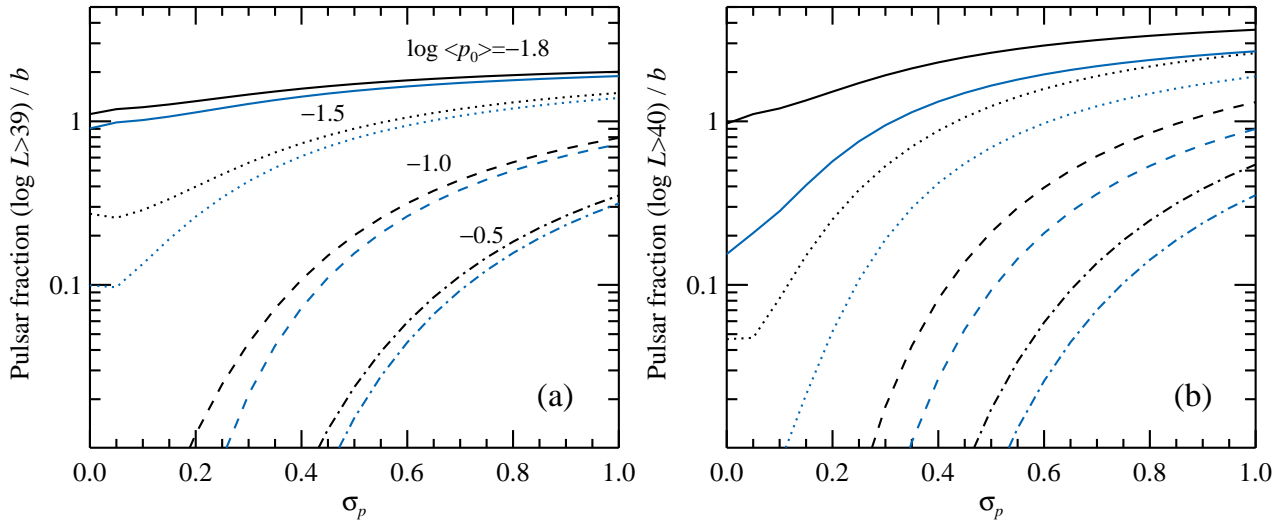 Pulsar fraction (log L>39) / b
1
0.1
log <p₀>=−1.8
−1.5
−1.0
−0.5
(a)
0.0 0.2 0.4 0.6 0.8 1.0
σₚ
Pulsar fraction (log L>40) / b
1
0.1
(b)
0.0 0.2 0.4 0.6 0.8 1.0
σₚ